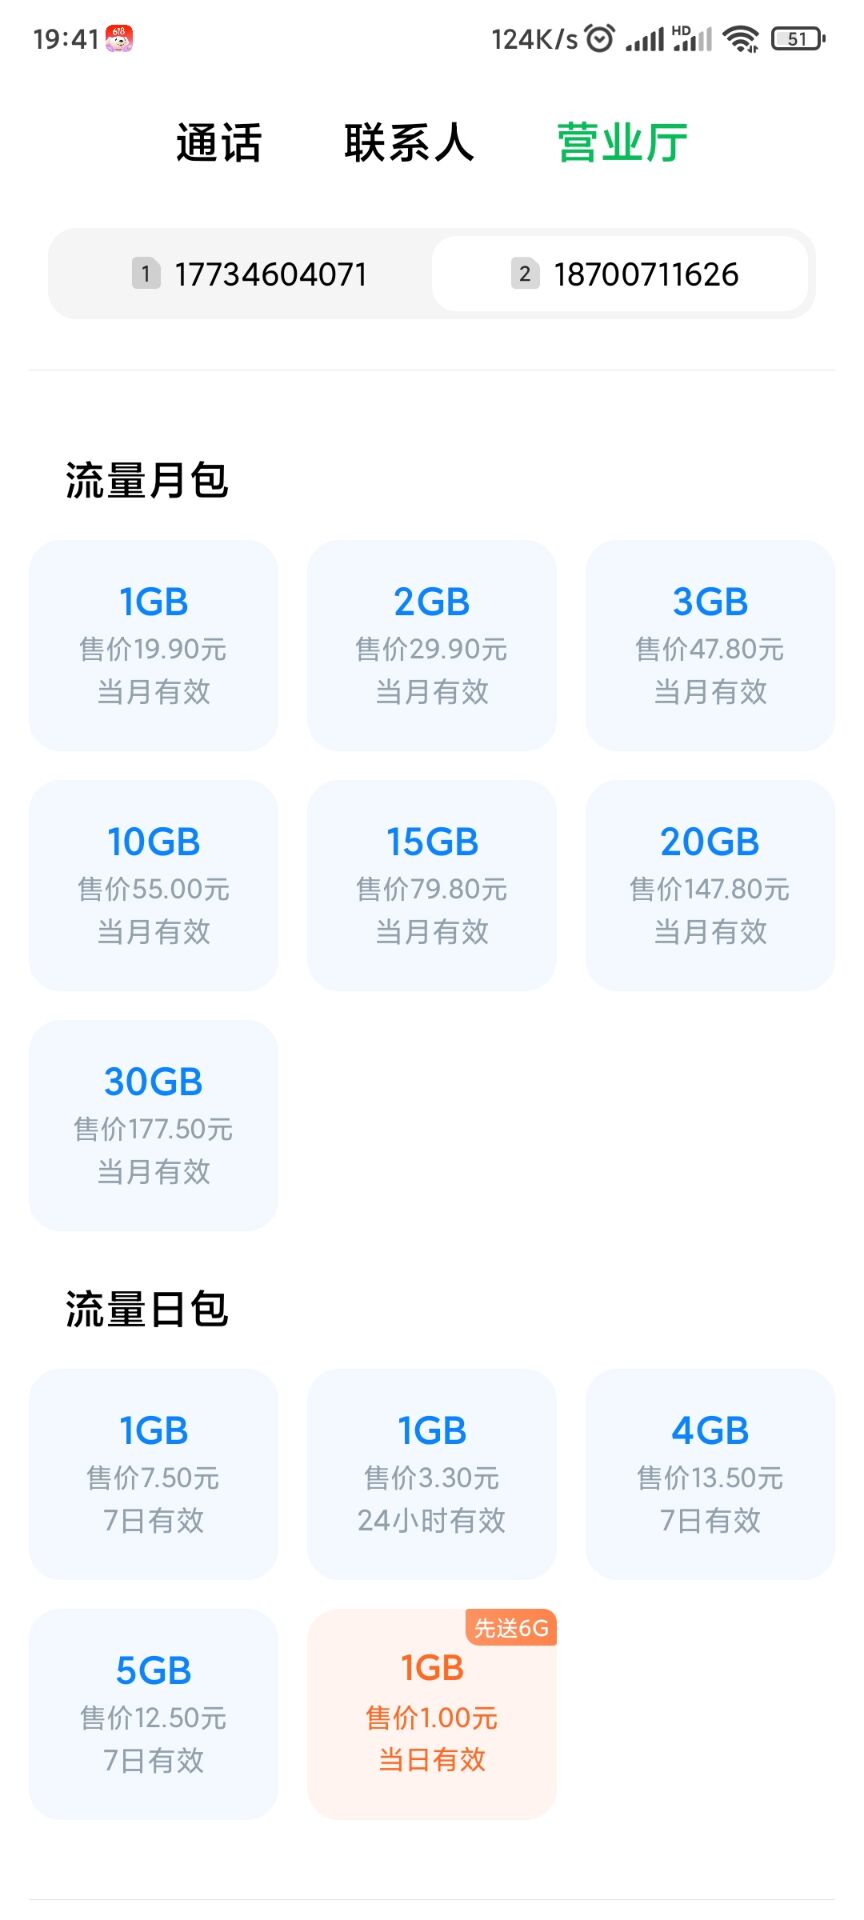 19:41 618 124K/s HD 51
通话 联系人 营业厅
1 17734604071 2 18700711626
流量月包
1GB 2GB 3GB
售价19.90元 售价29.90元 售价47.80元
当月有效 当月有效 当月有效
10GB 15GB 20GB
售价55.00元 售价79.80元 售价147.80元
当月有效 当月有效 当月有效
30GB
售价177.50元
当月有效
流量日包
1GB 1GB 4GB
售价7.50元 售价3.30元 售价13.50元
7日有效 24小时有效 7日有效
先送6G
5GB 1GB
售价12.50元 售价1.00元
7日有效 当日有效